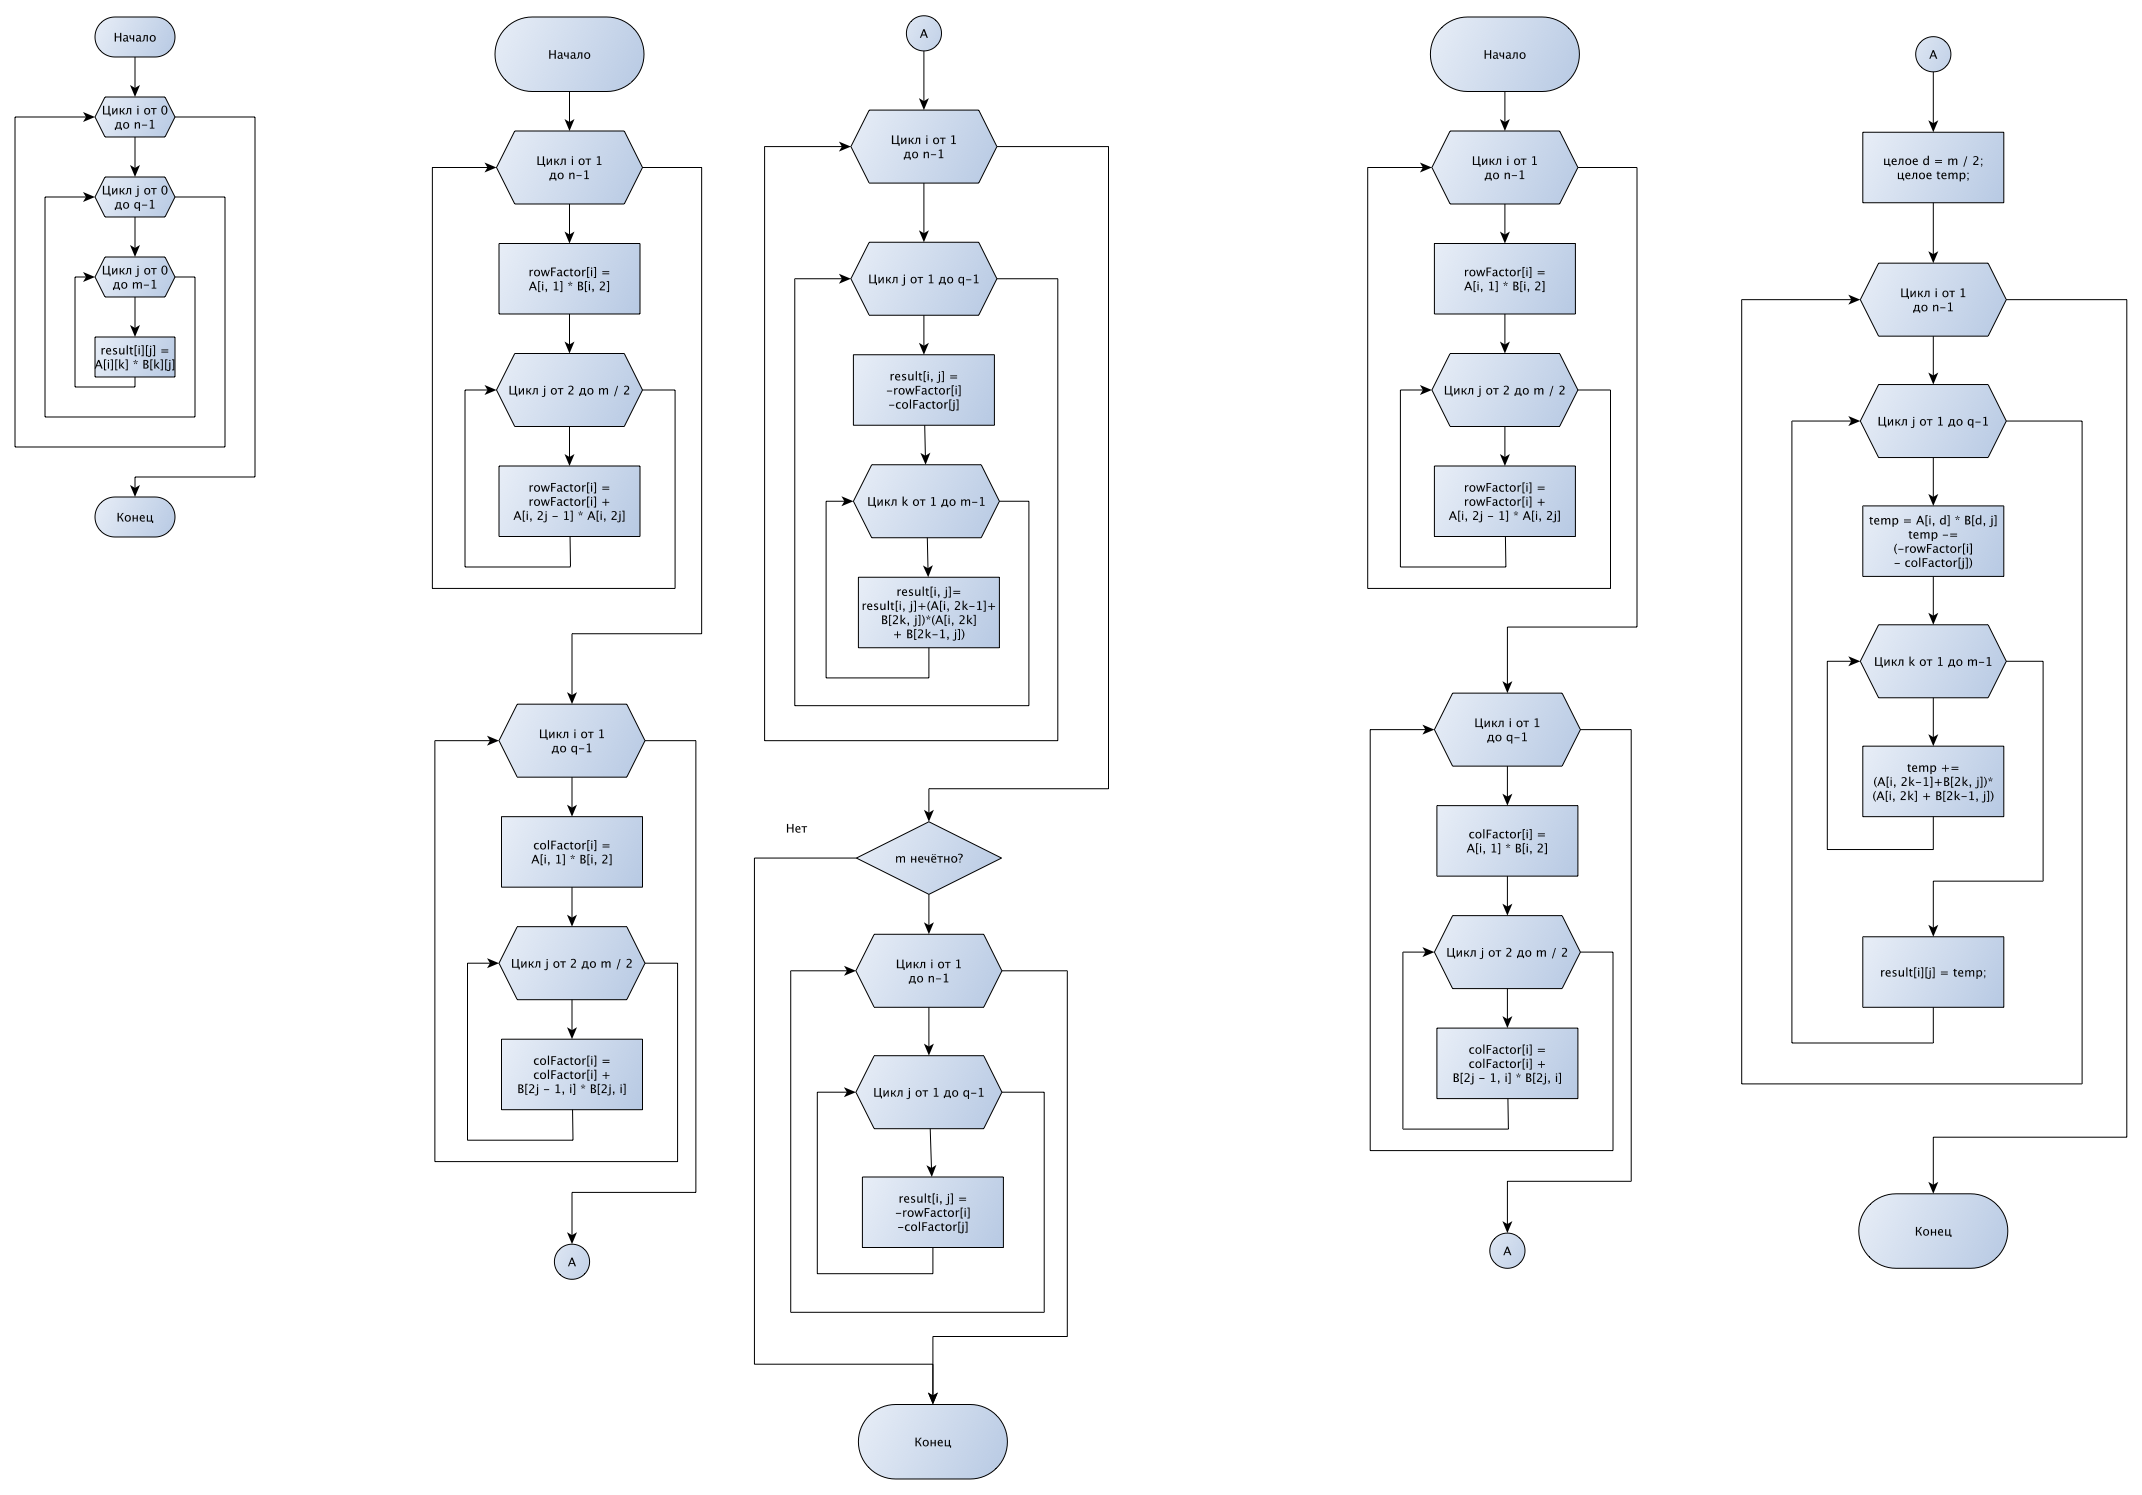 Начало
Цикл i от 0
до n-1
Цикл j от 0
до q-1
Цикл j от 0
до m-1
result[i][j] =
A[i][k] * B[k][j]
Конец
Начало
Цикл i от 1
до n-1
rowFactor[i] =
A[i, 1] * B[i, 2]
Цикл j от 2 до m / 2
rowFactor[i] =
rowFactor[i] +
A[i, 2j - 1] * A[i, 2j]
Цикл i от 1
до q-1
colFactor[i] =
A[i, 1] * B[i, 2]
Цикл j от 2 до m / 2
colFactor[i] =
colFactor[i] +
B[2j - 1, i] * B[2j, i]
A
A
Цикл i от 1
до n-1
Цикл j от 1 до q-1
result[i, j] =
-rowFactor[i]
-colFactor[j]
Цикл k от 1 до m-1
result[i, j]=
result[i, j]+(A[i, 2k-1]+
B[2k, j])*(A[i, 2k]
+ B[2k-1, j])
Нет
m нечётно?
Цикл i от 1
до n-1
Цикл j от 1 до q-1
result[i, j] =
-rowFactor[i]
-colFactor[j]
Конец
Начало
Цикл i от 1
до n-1
rowFactor[i] =
A[i, 1] * B[i, 2]
Цикл j от 2 до m / 2
rowFactor[i] =
rowFactor[i] +
A[i, 2j - 1] * A[i, 2j]
Цикл i от 1
до q-1
colFactor[i] =
A[i, 1] * B[i, 2]
Цикл j от 2 до m / 2
colFactor[i] =
colFactor[i] +
B[2j - 1, i] * B[2j, i]
A
A
целое d = m / 2;
целое temp;
Цикл i от 1
до n-1
Цикл j от 1 до q-1
temp = A[i, d] * B[d, j]
temp -=
(-rowFactor[i]
- colFactor[j])
Цикл k от 1 до m-1
temp +=
(A[i, 2k-1]+B[2k, j])*
(A[i, 2k] + B[2k-1, j])
result[i][j] = temp;
Конец